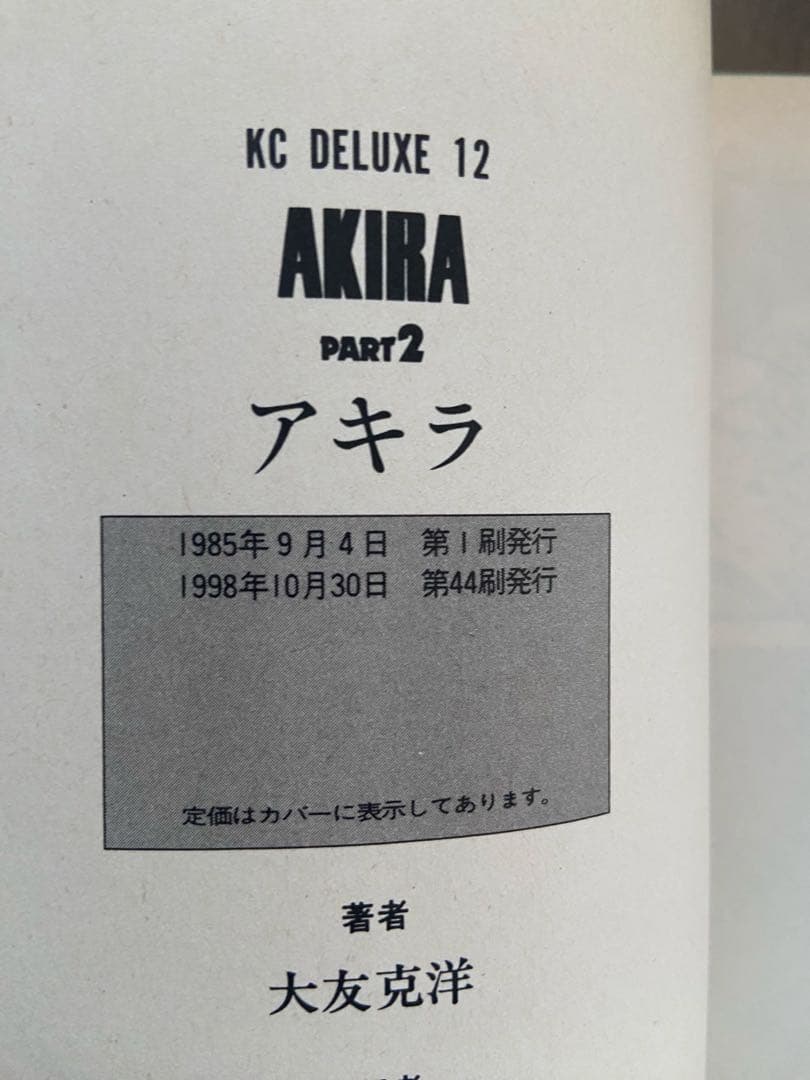 KC DELUXE 12
AKIRA
PART2
アキラ
1985年9月4日 第1刷発行
1998年10月30日 第44刷発行
定価はカバーに表示してあります。
著者
大友克洋